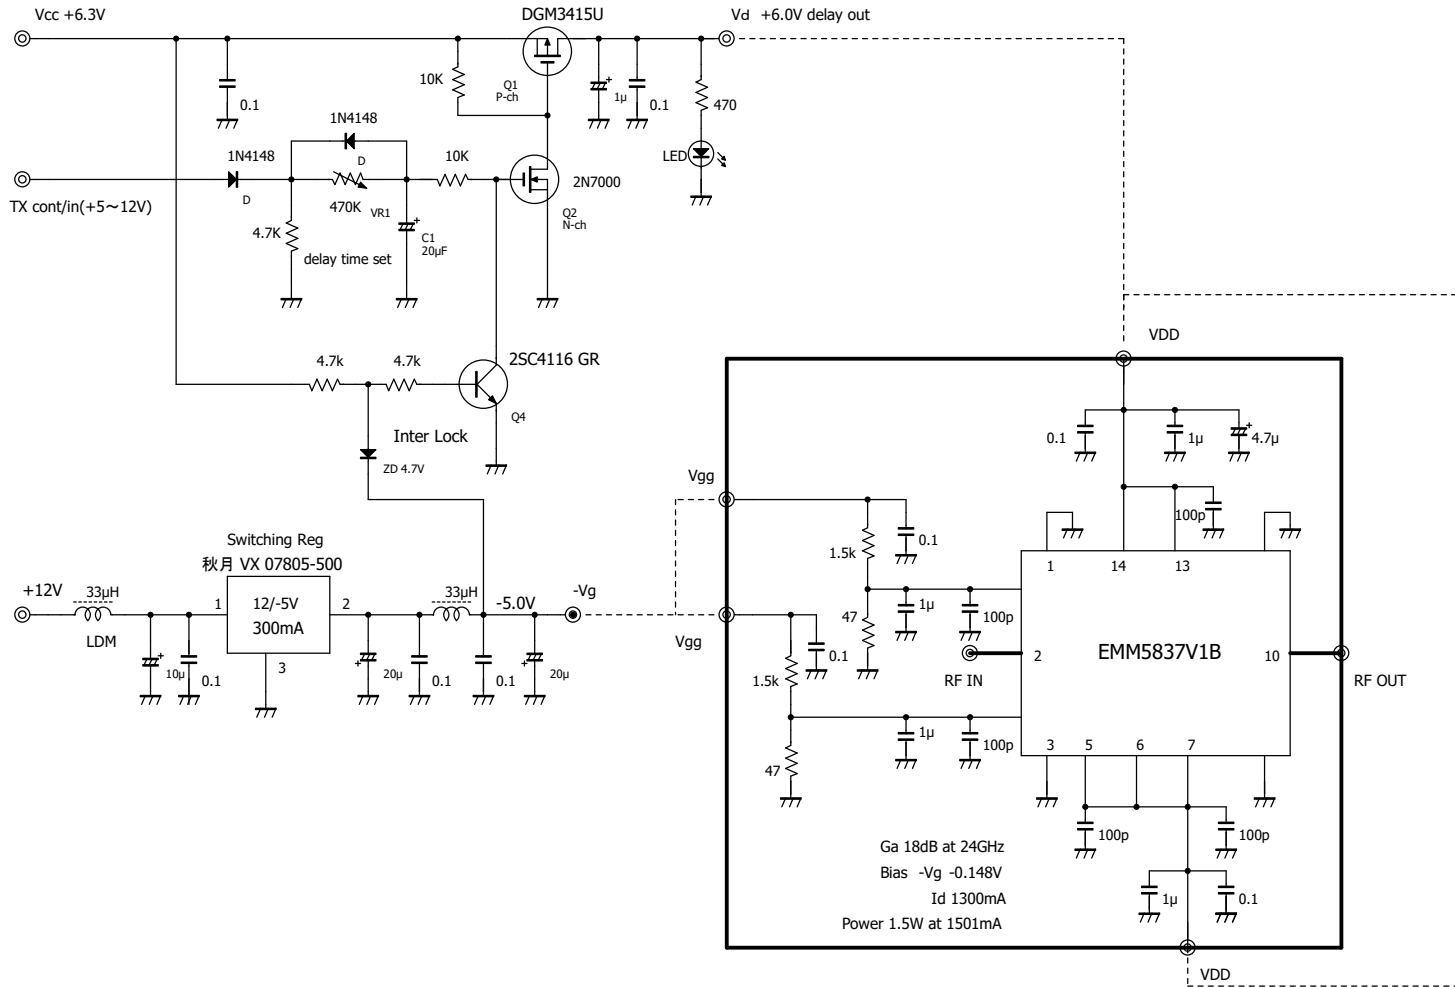 Vcc +6.3V
DGM3415U
Vd +6.0V delay out
10K
Q1
P-ch
0.1
1µ
0.1
470
1N4148
D
LED
1N4148
D
10K
2N7000
TX cont/in(+5～12V)
470K
VR1
Q2
N-ch
4.7K
C1
20µF
delay time set
4.7k
4.7k
2SC4116 GR
Q4
Inter Lock
ZD 4.7V
VDD
0.1
1µ
4.7µ
Vgg
100p
0.1
1.5k
1
14
13
Switching Reg
秋月 VX 07805-500
+12V
33µH
1
12/-5V
300mA
2
33µH
-5.0V
-Vg
LDM
3
10µ
0.1
20µ
0.1
0.1
20µ
Vgg
47
1µ
100p
0.1
1.5k
RF IN
2
EMM5837V1B
10
RF OUT
47
1µ
100p
3
5
6
7
100p
100p
Ga 18dB at 24GHz
Bias -Vg -0.148V
Id 1300mA
Power 1.5W at 1501mA
1µ
0.1
VDD